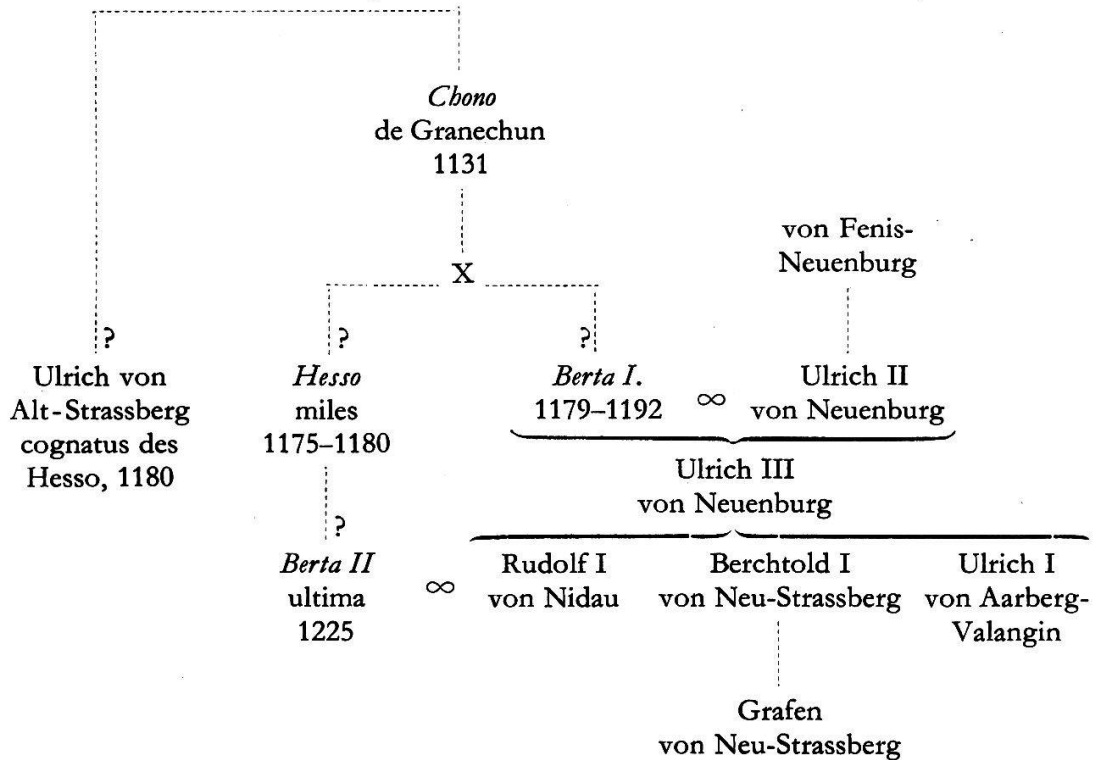 Chono
de Granechun
1131
von Fenis-
Neuenburg
X
?
?
?
Ulrich von
Alt-Strassberg
cognatus des
Hesso, 1180
Hesso
miles
1175–1180
Berta I.
1179–1192
∞
Ulrich II
von Neuenburg
Ulrich III
von Neuenburg
?
Berta II
ultima
1225
∞
Rudolf I
von Nidau
Berchtold I
von Neu-Strassberg
Ulrich I
von Aarberg-
Valangin
Grafen
von Neu-Strassberg